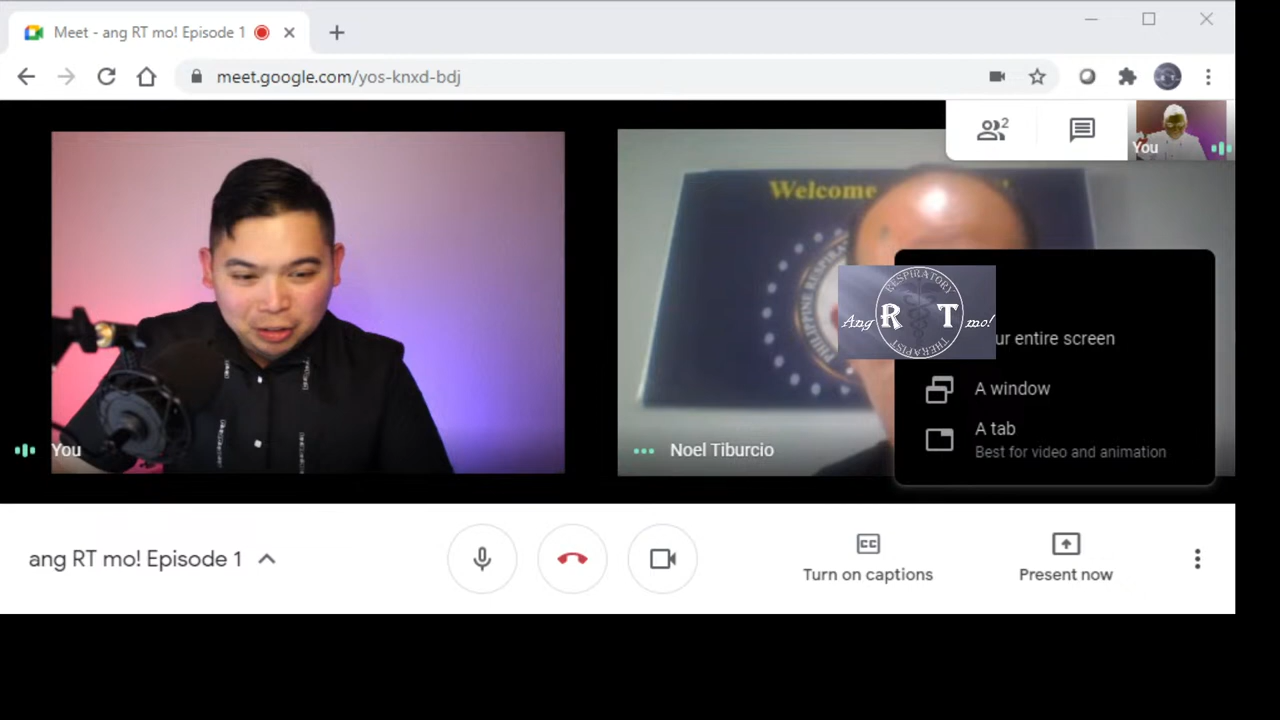 Meet - ang RT mo! Episode 1
meet.google.com/yos-knxd-bdj
2
You
Welcome
PHILIPPINE RESPIRA
RESPIRATORY
Ang R T mo!
THERAPIST
ur entire screen
A window
A tab
Best for video and animation
You
Noel Tiburcio
ang RT mo! Episode 1
CC
Turn on captions
Present now